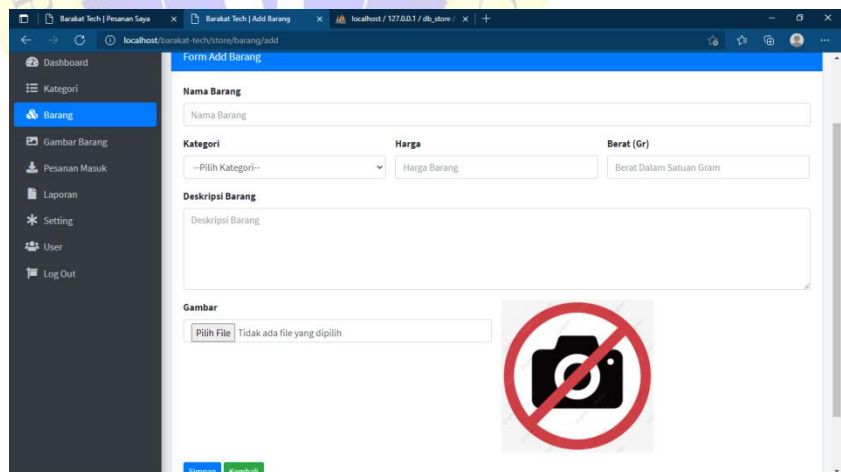 Barakat Tech | Pesanan Saya
Barakat Tech | Add Barang
localhost / 127.0.0.1 / db_store /
localhost/barakat-tech/store/barang/add
Dashboard
Kategori
Barang
Gambar Barang
Pesanan Masuk
Laporan
Setting
User
Log Out
Form Add Barang
Nama Barang
Nama Barang
Kategori Harga Berat (Gr)
--Pilih Kategori-- Harga Barang Berat Dalam Satuan Gram
Deskripsi Barang
Deskripsi Barang
Gambar
Pilih File Tidak ada file yang dipilih
Simpan Kembali